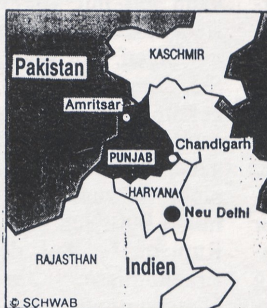 KASCHMIR
Pakistan
Amritsar
Chandigarh
PUNJAB
HARYANA
Neu Delhi
RAJASTHAN
Indien
© SCHWAB